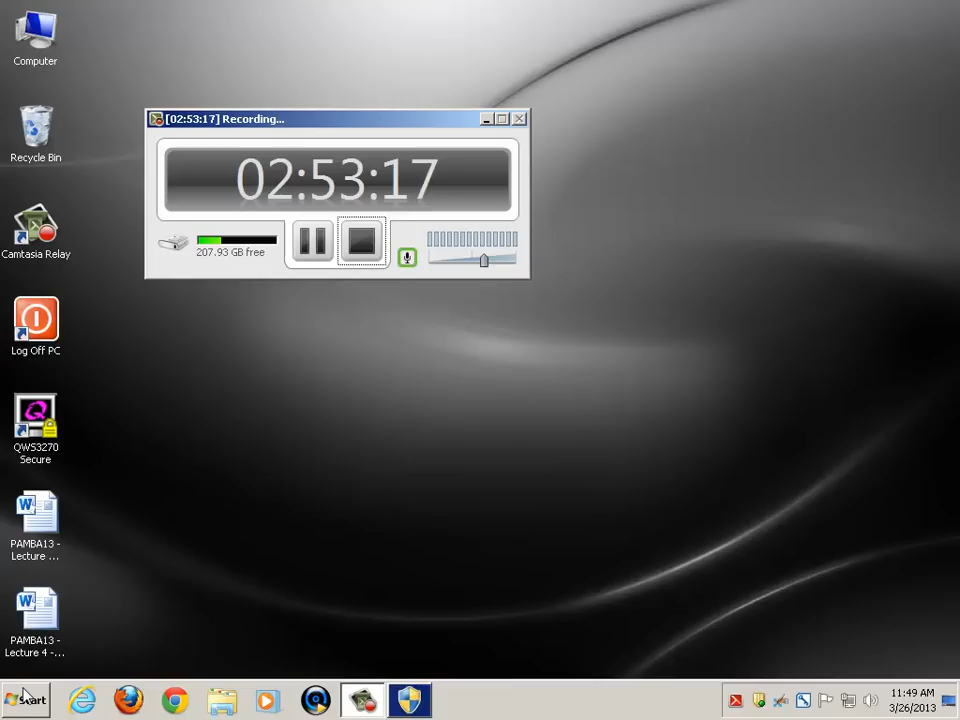 Computer
Recycle Bin
Camtasia Relay
Log Off PC
QWS3270
Secure
PAMBA13 -
Lecture ...
PAMBA13 -
Lecture 4 -...
[02:53:17] Recording...
02:53:17
207.93 GB free
Start
11:49 AM
3/26/2013